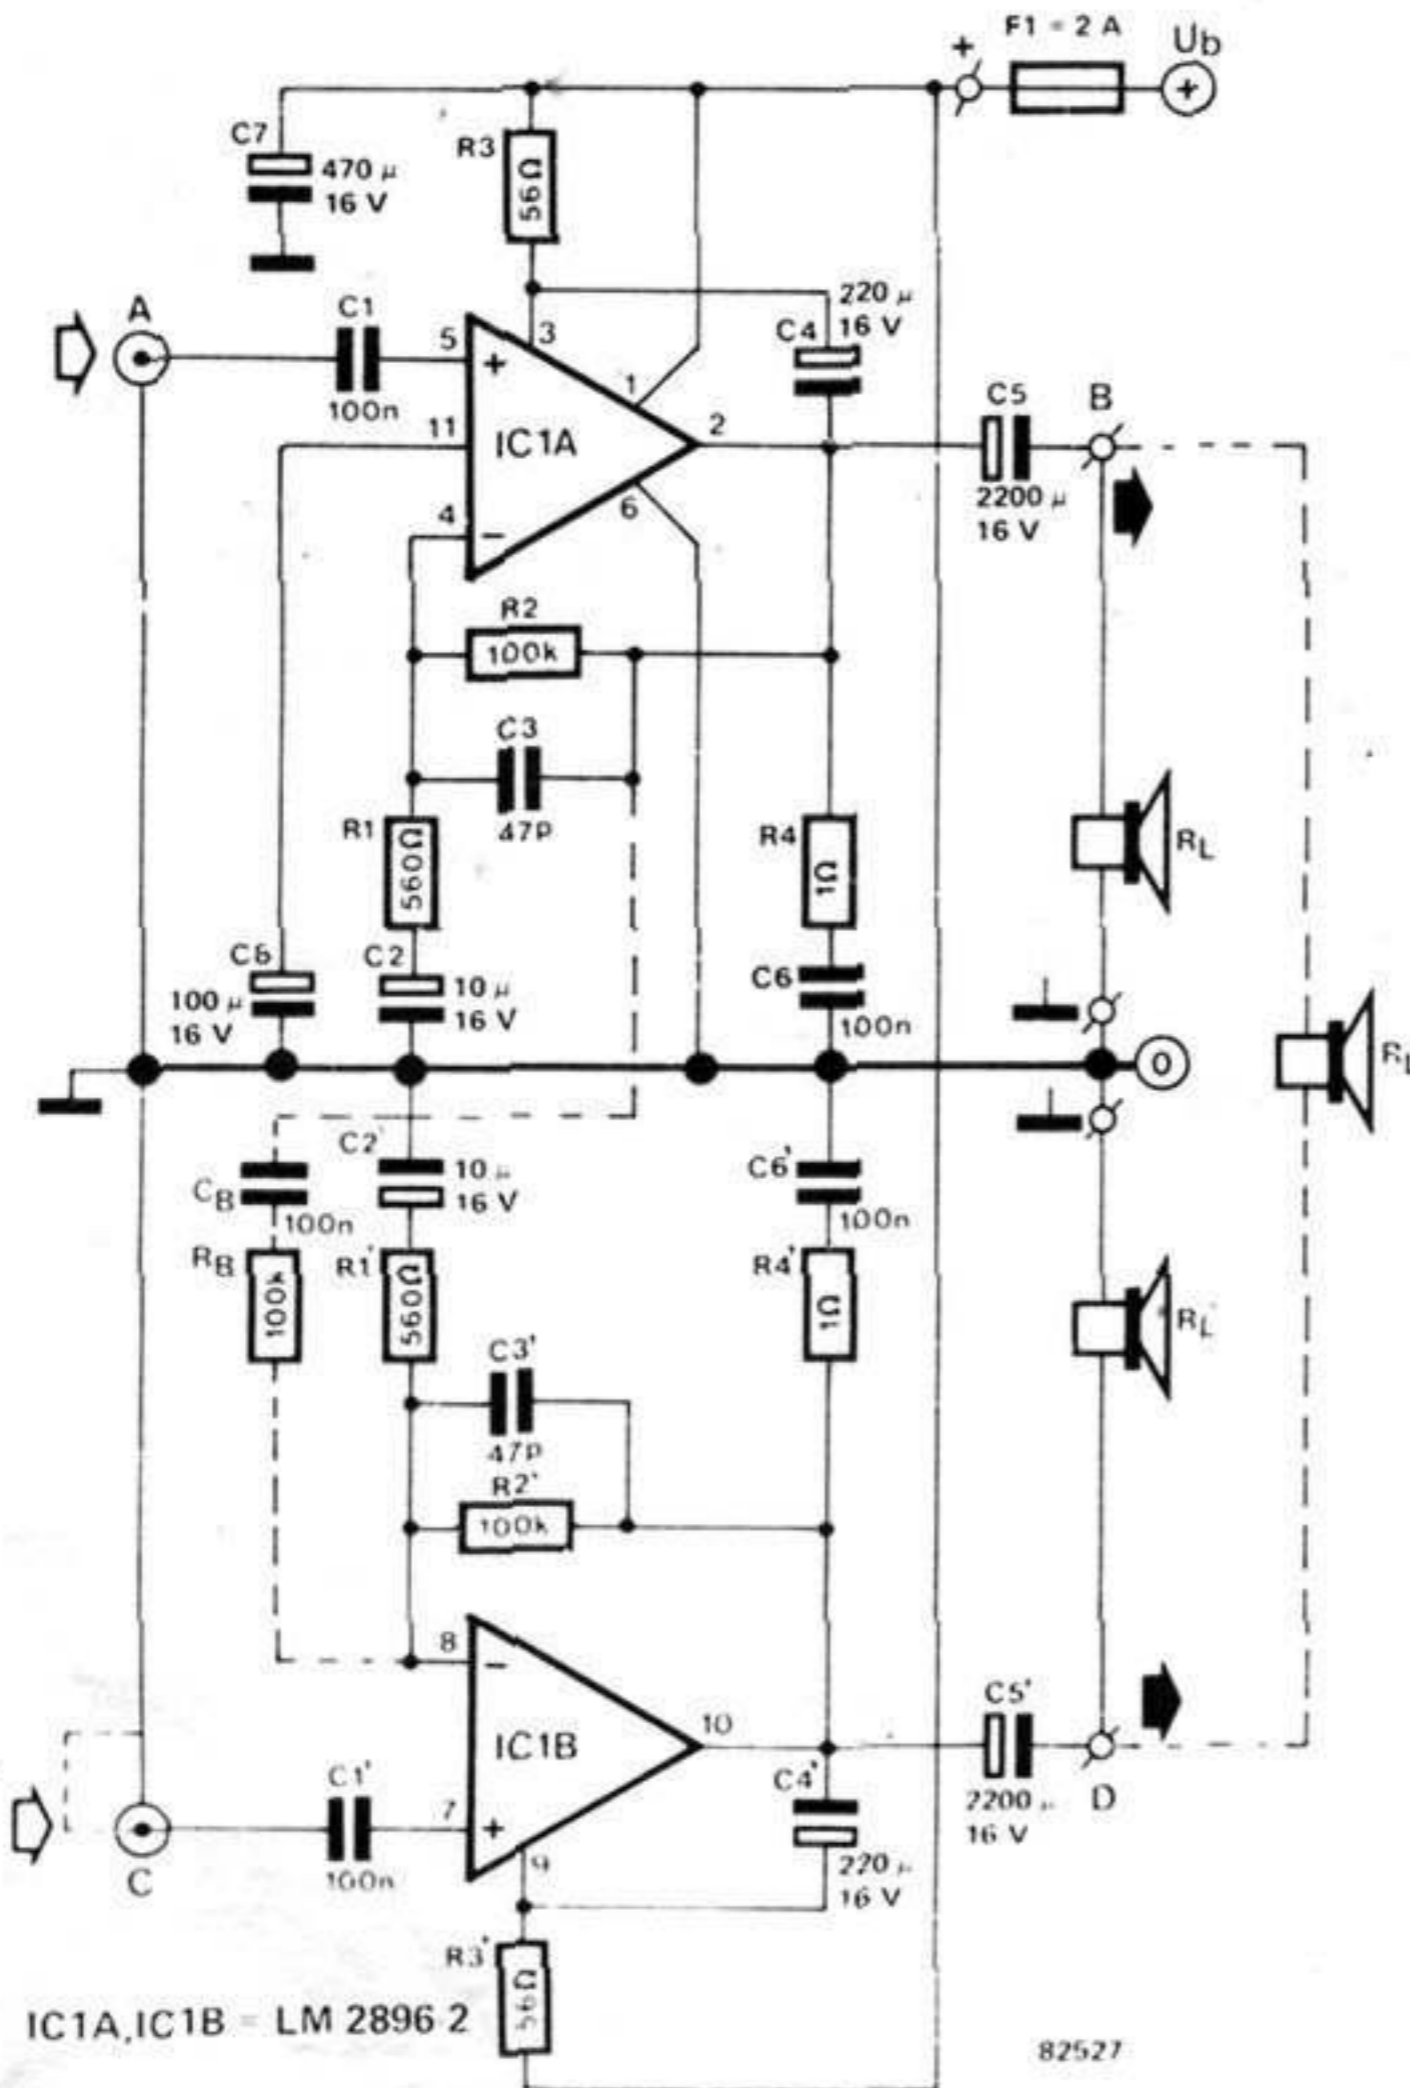 F1 = 2 A
+
Ub
+
C7
470 µ
16 V
R3
56Ω
A
C1
100n
5
+
3
220 µ
16 V
C4
1
IC1A
2
11
6
4
−
C5
2200 µ
16 V
B
R2
100k
C3
47p
R1
560Ω
R4
1Ω
RL
C2
10 µ
16 V
100 µ
16 V
C6
100n
0
RL
C2'
10 µ
16 V
CB
100n
RB
100k
R1'
560Ω
C6'
100n
R4'
1Ω
RL
C3'
47p
R2'
100k
8
−
IC1B
10
7
+
9
C1'
100n
C
C4'
220 µ
16 V
C5'
2200 µ
16 V
D
R3'
56Ω
IC1A,IC1B = LM 2896 2
82527